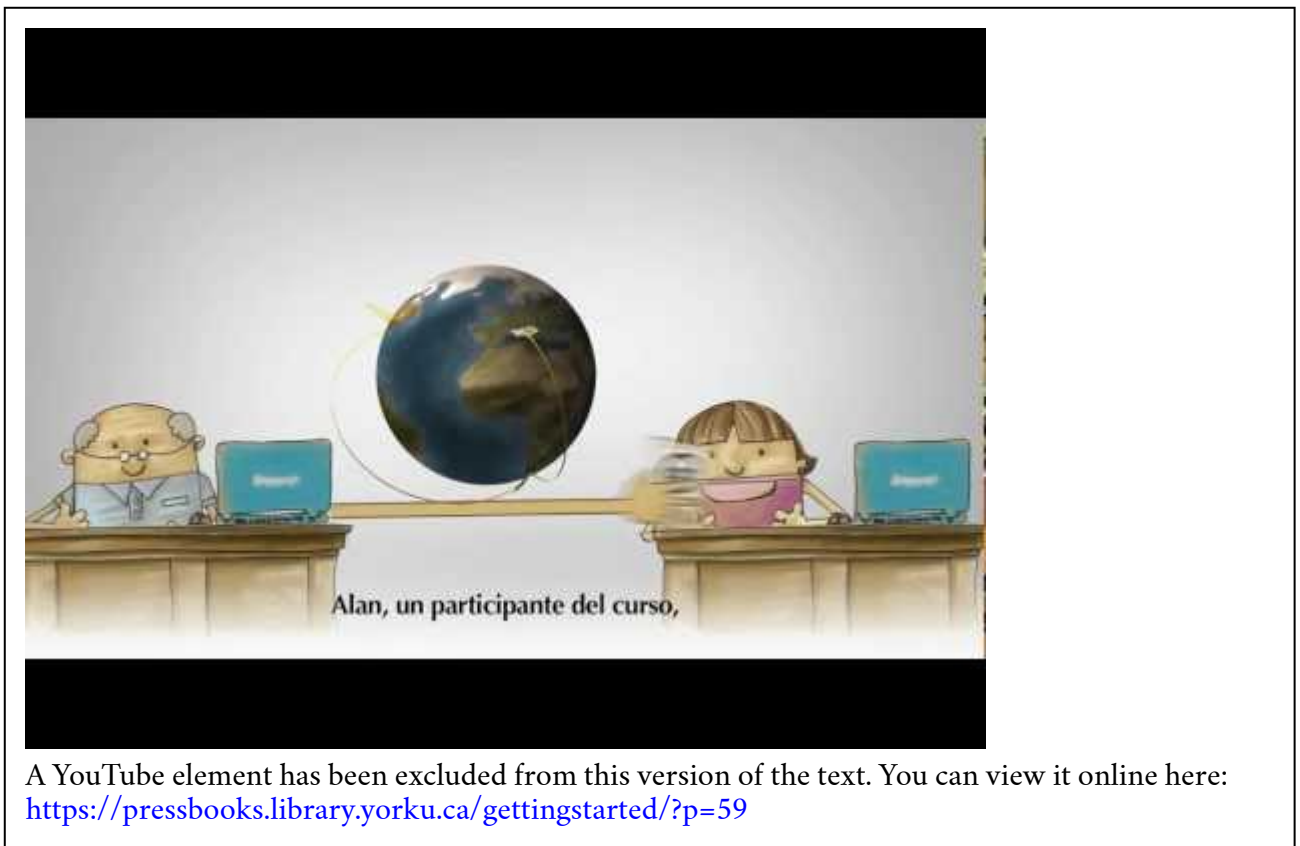 Alan, un participante del curso,
A YouTube element has been excluded from this version of the text. You can view it online here:
https://pressbooks.library.yorku.ca/gettingstarted/?p=59